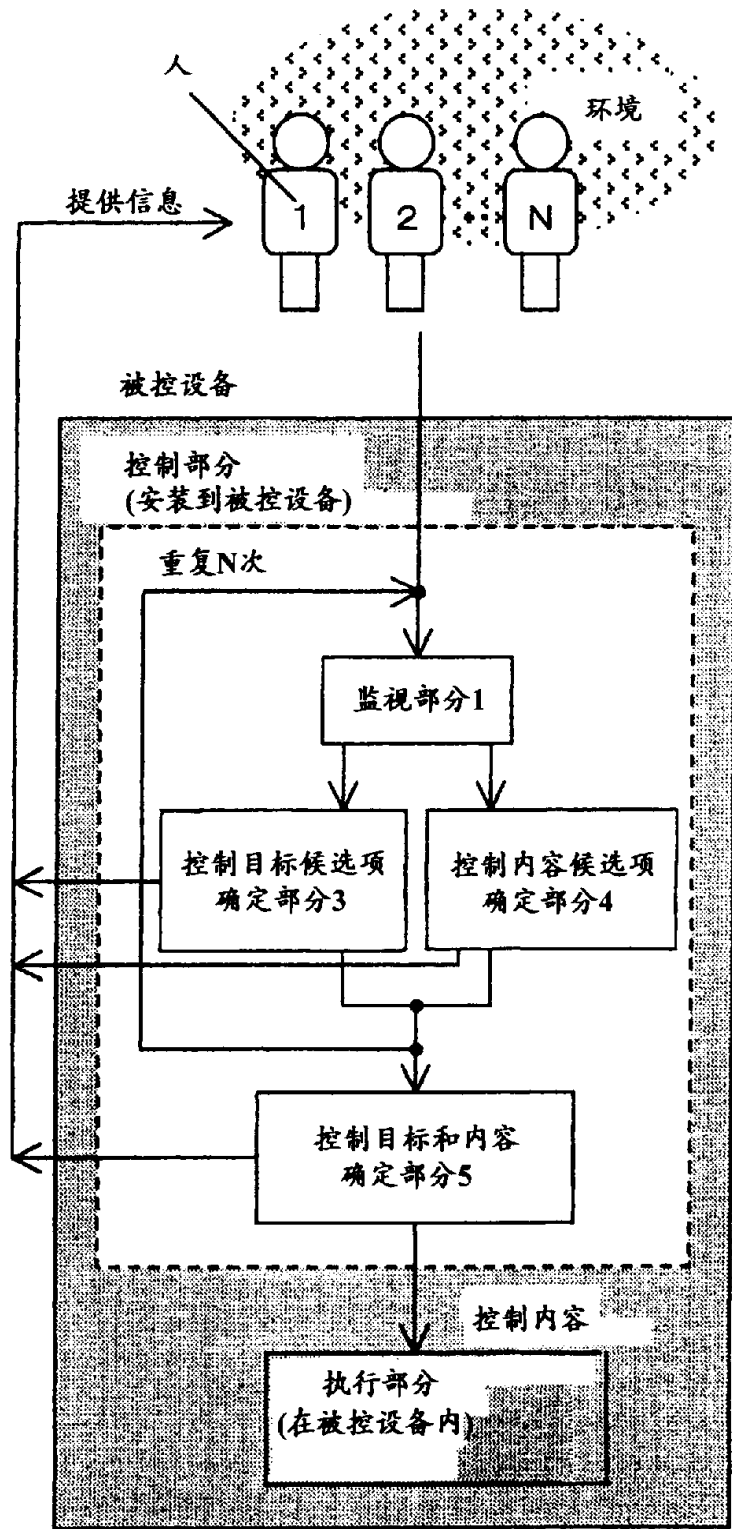 人
环境
1
2
N
提供信息
被控设备
控制部分
(安装到被控设备)
重复N次
监视部分1
控制目标候选项
确定部分3
控制内容候选项
确定部分4
控制目标和内容
确定部分5
控制内容
执行部分
(在被控设备内)